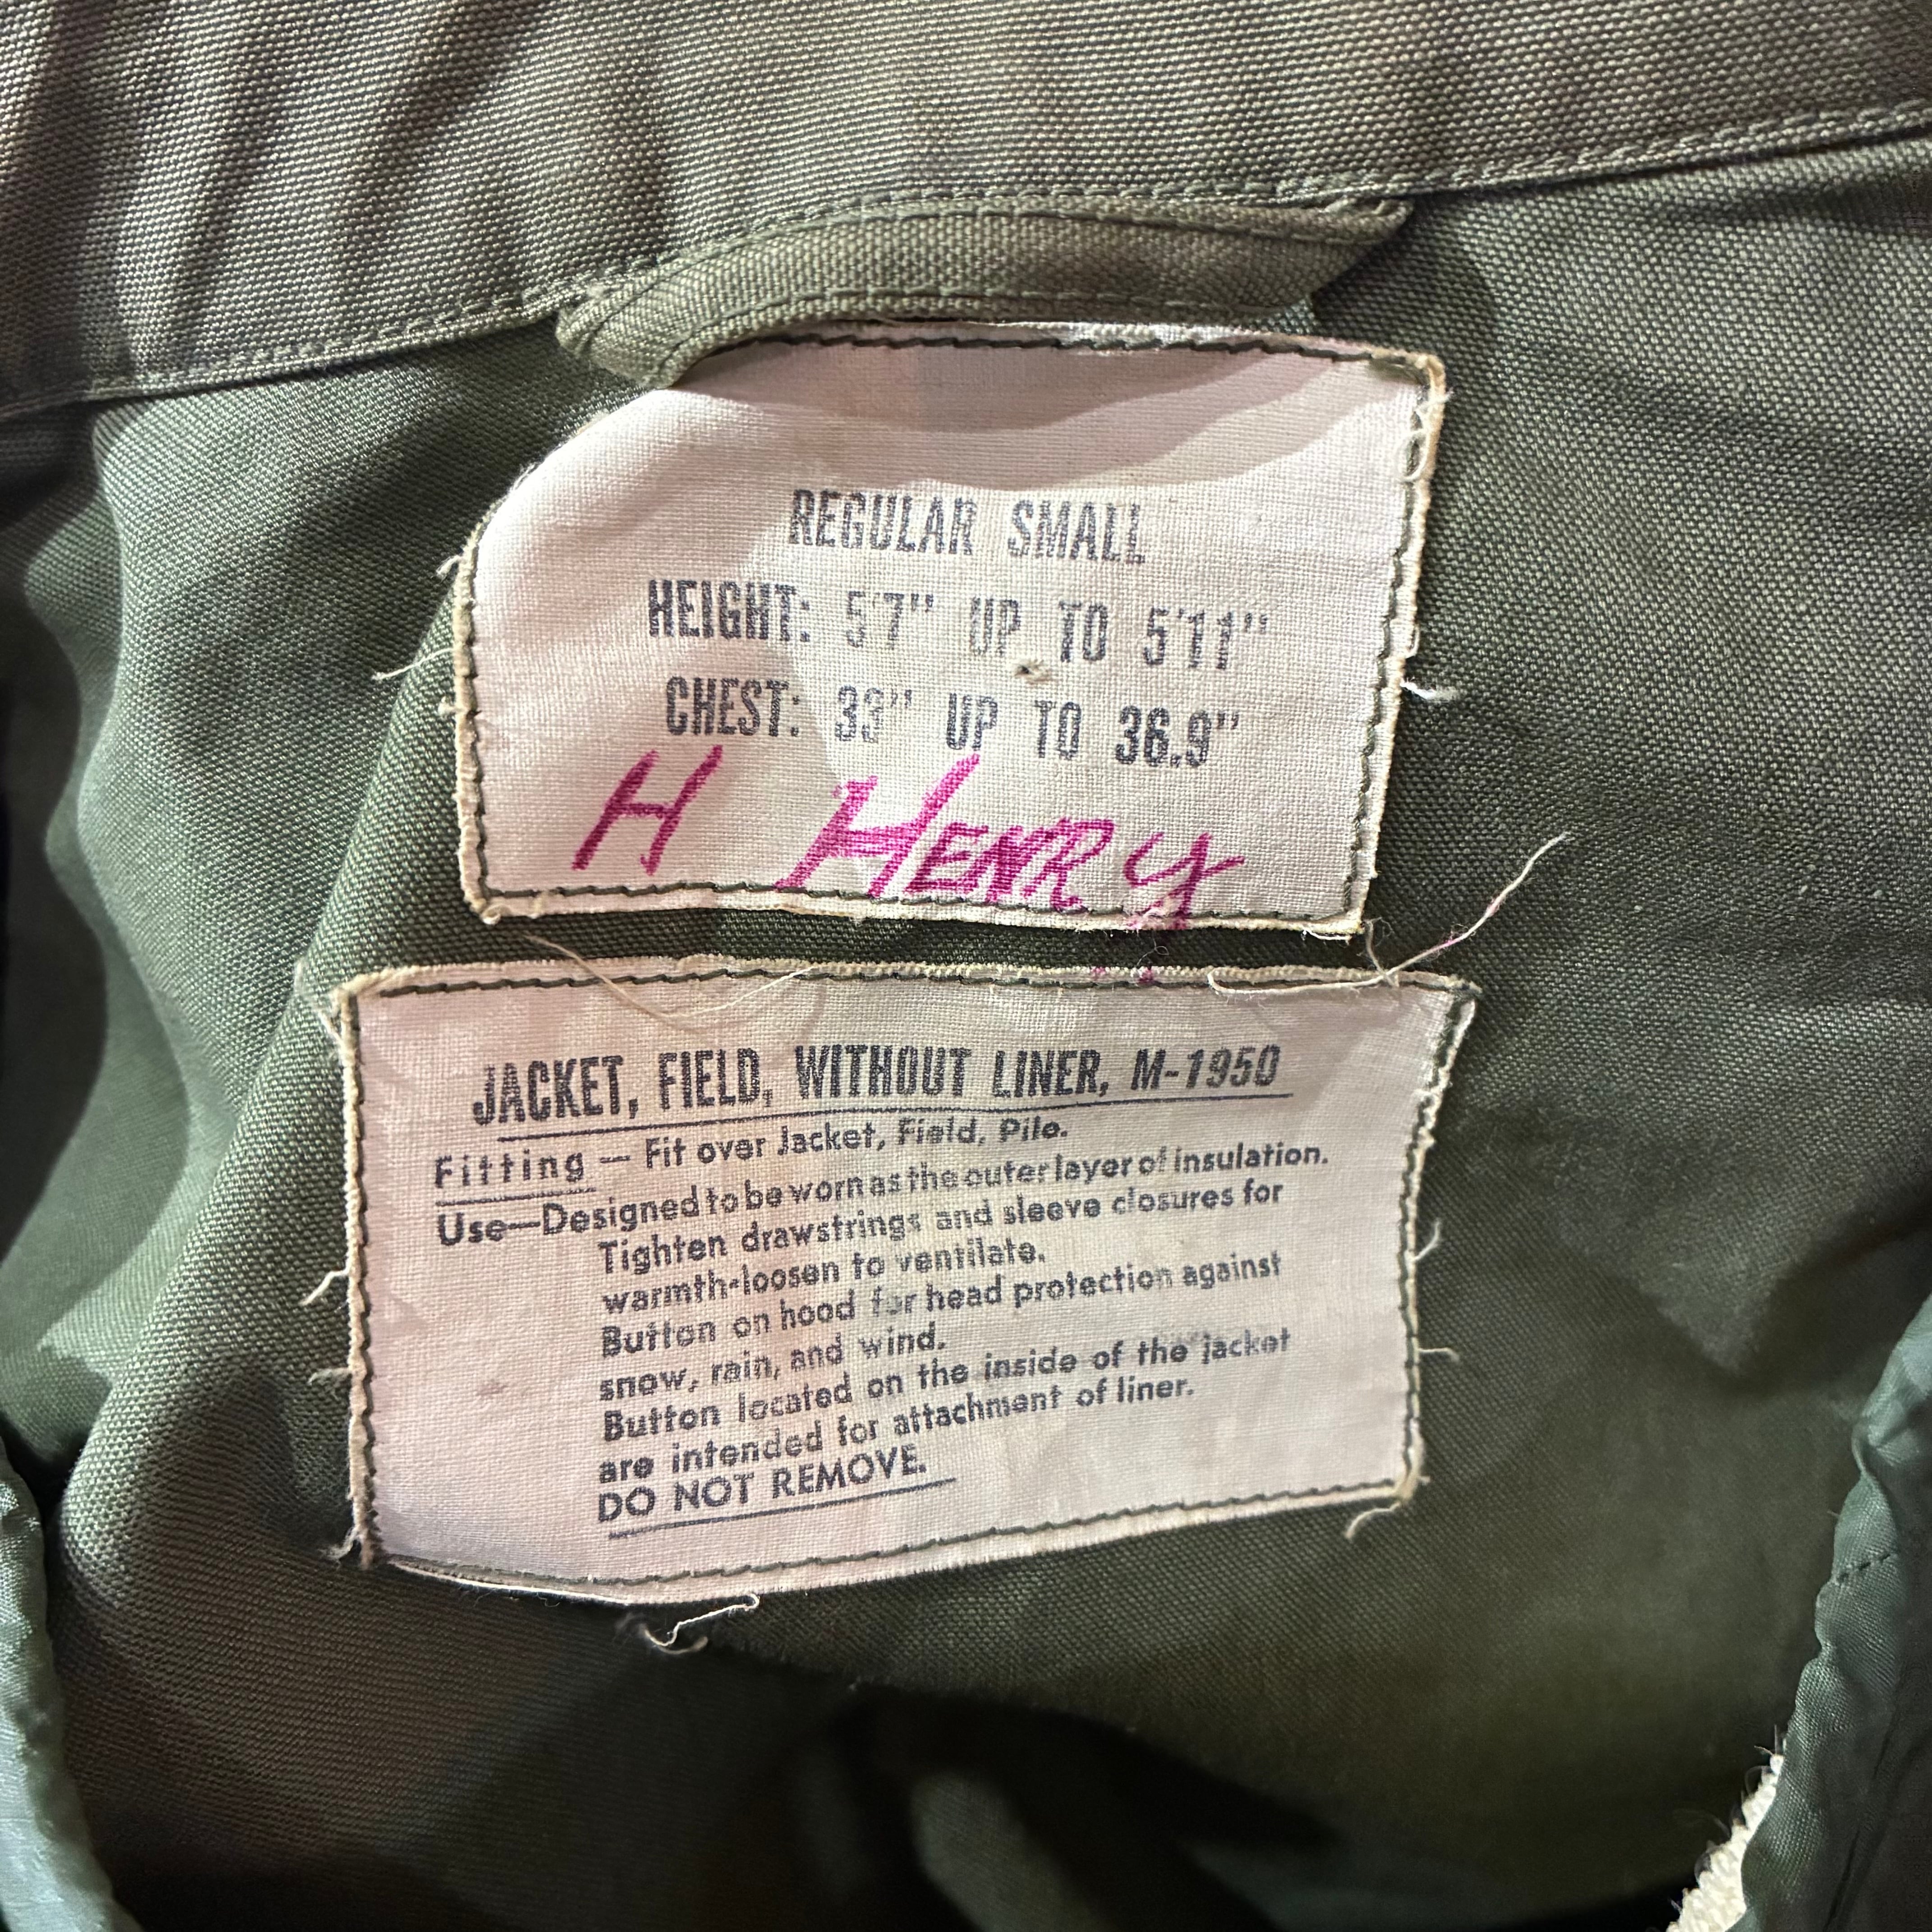 REGULAR SMALL
HEIGHT: 5'7" UP TO 5'11"
CHEST: 33" UP TO 36.9"
H HENRY
JACKET, FIELD, WITHOUT LINER, M-1950
Fitting — Fit over Jacket, Field, Pile.
Use—Designed to be worn as the outer layer of insulation.
Tighten drawstrings and sleeve closures for
warmth-loosen to ventilate.
Button on hood for head protection against
snow, rain, and wind.
Button located on the inside of the jacket
are intended for attachment of liner.
DO NOT REMOVE.